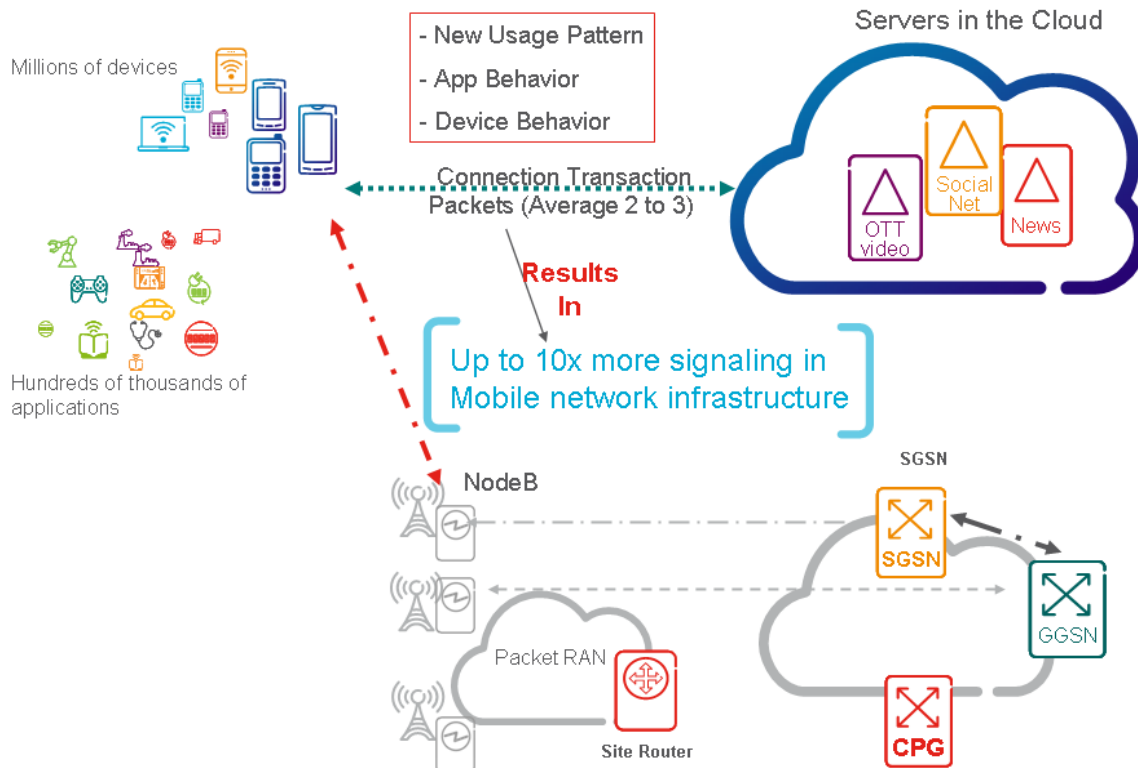 Servers in the Cloud
- New Usage Pattern
- App Behavior
- Device Behavior
Millions of devices
Connection Transaction
Packets (Average 2 to 3)
OTT
video
Social
Net
News
Results
In
Up to 10x more signaling in
Mobile network infrastructure
Hundreds of thousands of
applications
NodeB
SGSN
SGSN
GGSN
Packet RAN
Site Router
CPG